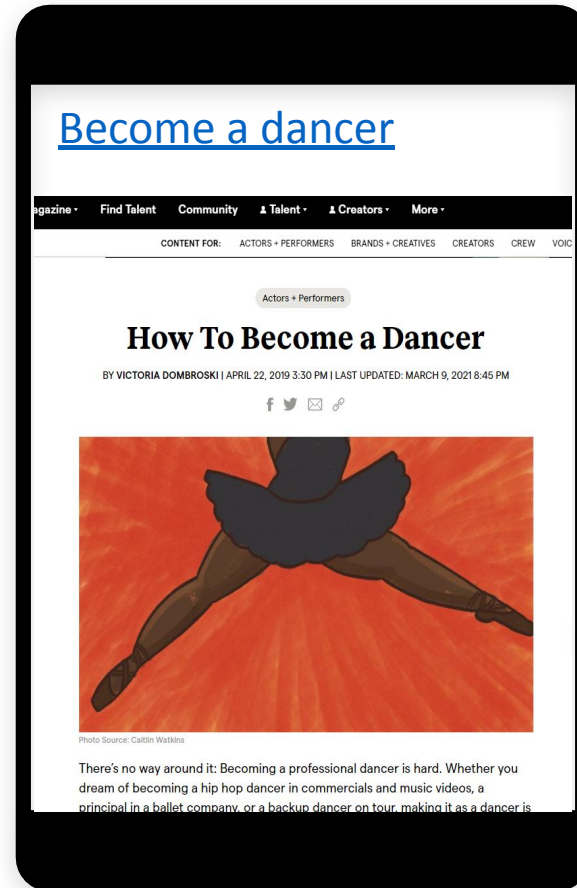 Become a dancer
agazine Find Talent Community Talent Creators More
CONTENT FOR: ACTORS + PERFORMERS BRANDS + CREATIVES CREATORS CREW VOIC
Actors + Performers
How To Become a Dancer
BY VICTORIA DOMBROSKI | APRIL 22, 2019 3:30 PM | LAST UPDATED: MARCH 9, 2021 8:45 PM
Photo Source: Caitlin Watkins
There's no way around it: Becoming a professional dancer is hard. Whether you
dream of becoming a hip hop dancer in commercials and music videos, a
principal in a ballet company, or a backup dancer on tour, making it as a dancer is